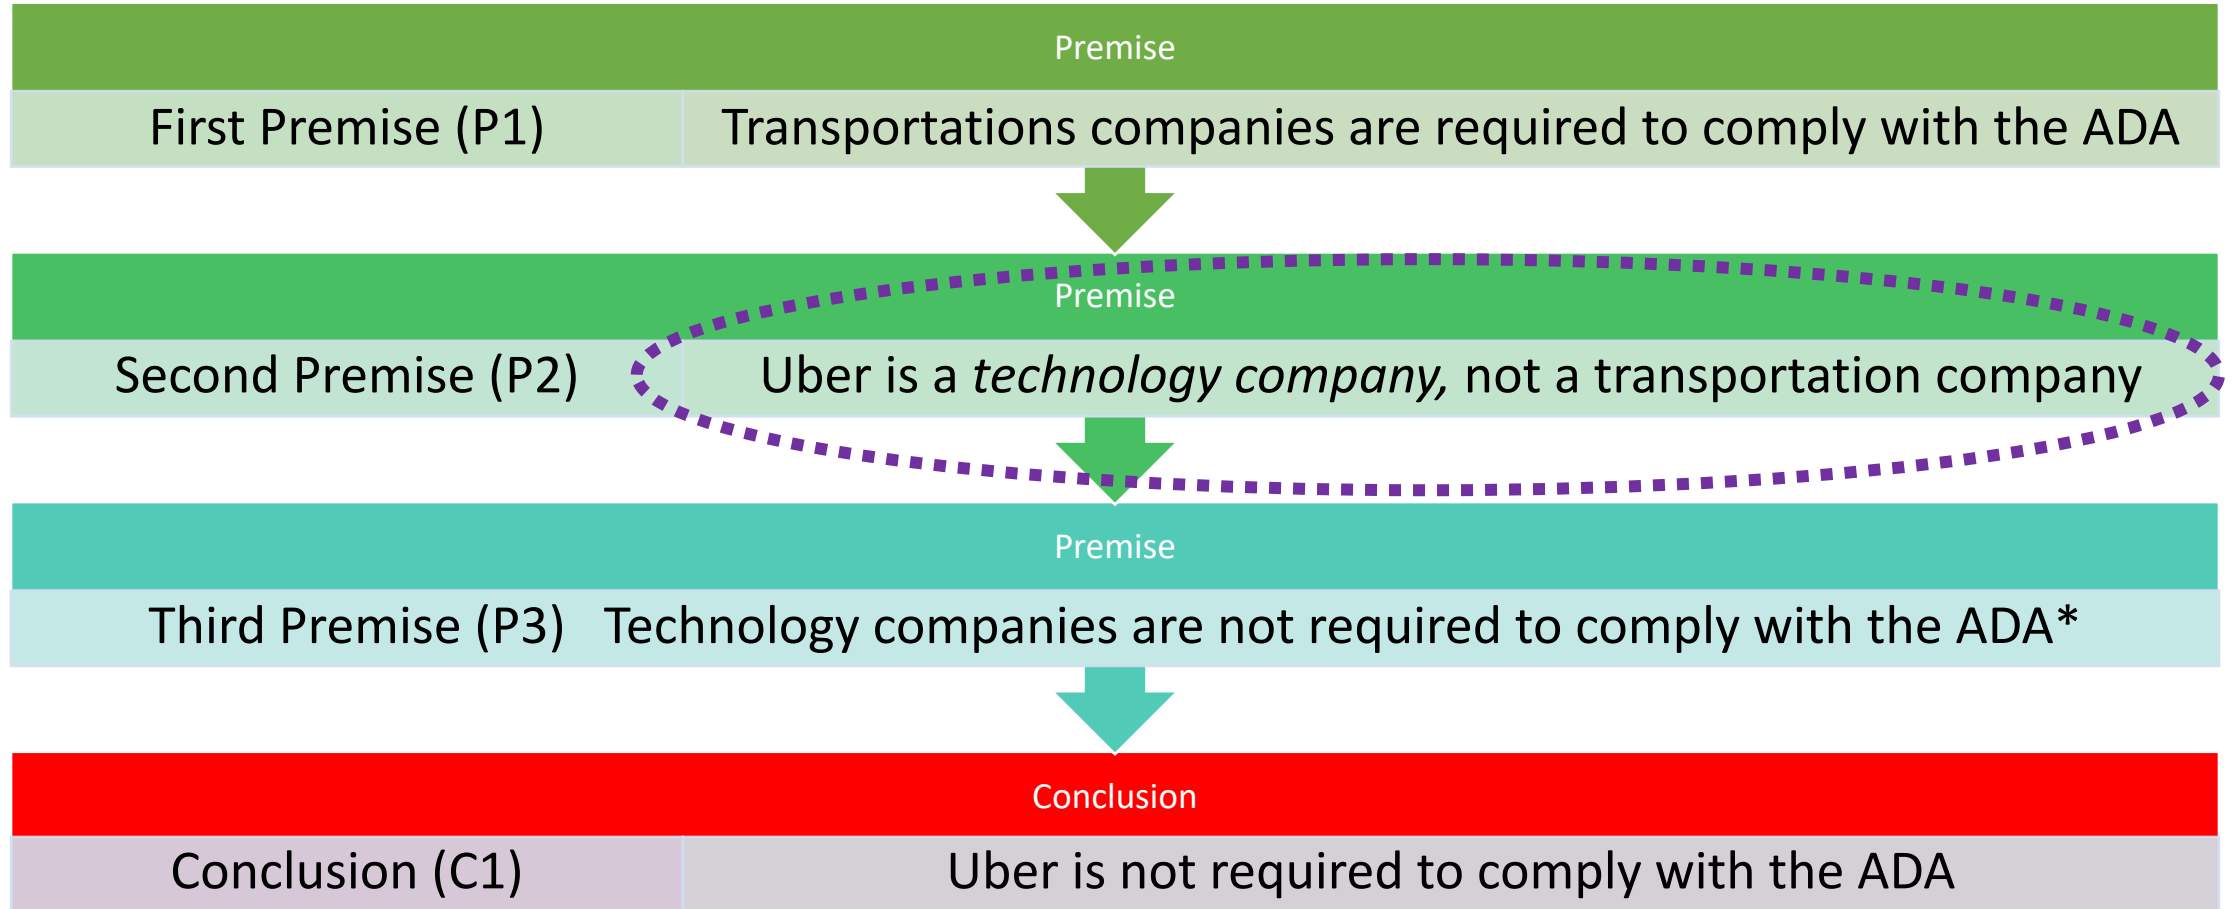 Premise
First Premise (P1) Transportations companies are required to comply with the ADA
Premise
Second Premise (P2) Uber is a technology company, not a transportation company
Premise
Third Premise (P3) Technology companies are not required to comply with the ADA*
Conclusion
Conclusion (C1) Uber is not required to comply with the ADA